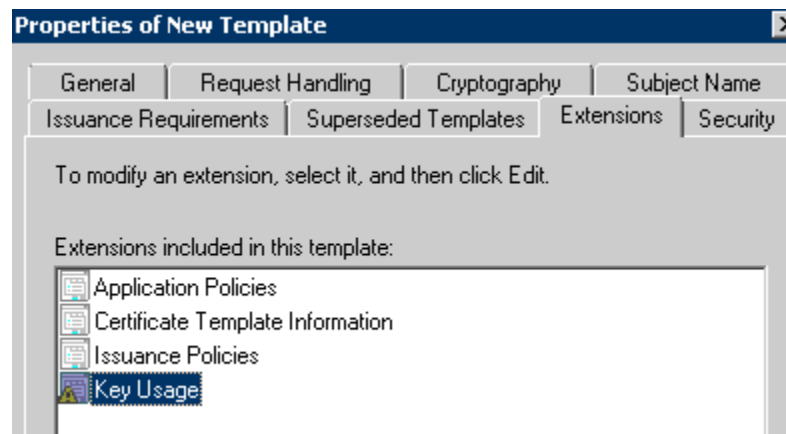 Properties of New Template
General Request Handling Cryptography Subject Name
Issuance Requirements Superseded Templates Extensions Security
To modify an extension, select it, and then click Edit.
Extensions included in this template:
Application Policies
Certificate Template Information
Issuance Policies
Key Usage